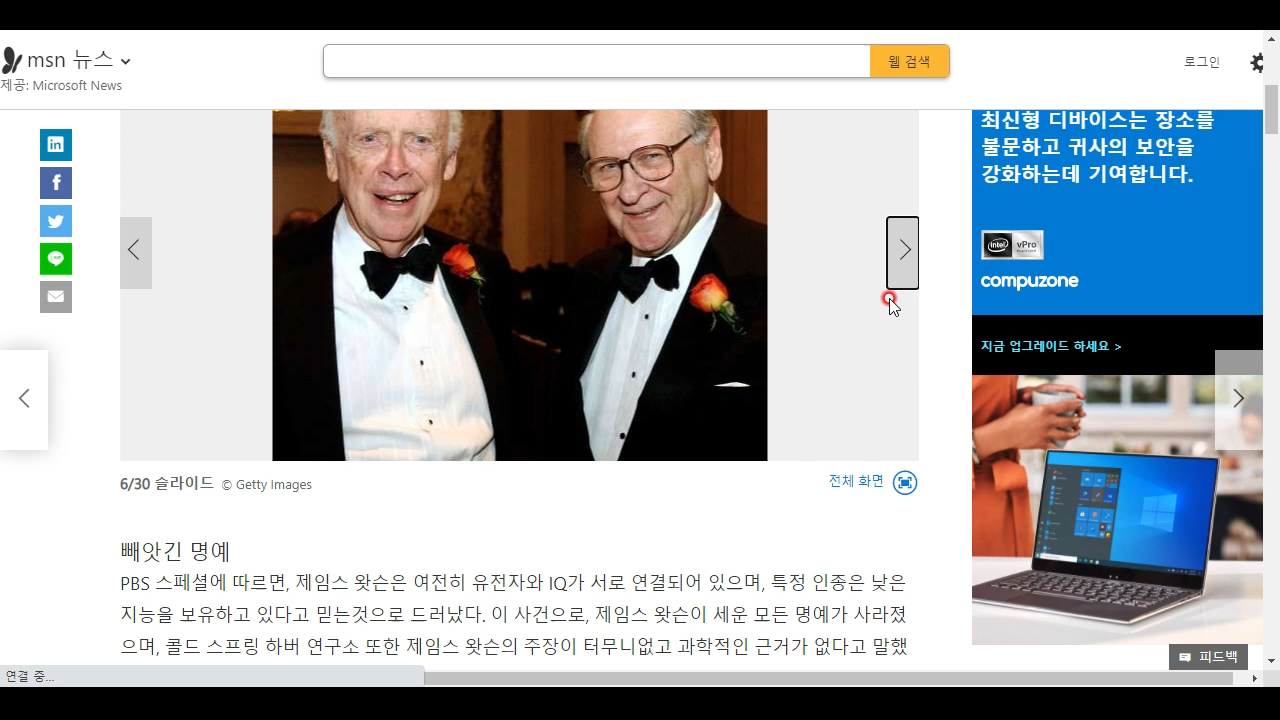 msn 뉴스
제공: Microsoft News
웹 검색
로그인
in
f
LINE
6/30 슬라이드 © Getty Images
전체 화면
빼앗긴 명예
PBS 스페셜에 따르면, 제임스 왓슨은 여전히 유전자와 IQ가 서로 연결되어 있으며, 특정 인종은 낮은
지능을 보유하고 있다고 믿는것으로 드러났다. 이 사건으로, 제임스 왓슨이 세운 모든 명예가 사라졌
으며, 콜드 스프링 하버 연구소 또한 제임스 왓슨의 주장이 터무니없고 과학적인 근거가 없다고 말했
최신형 디바이스는 장소를
불문하고 귀사의 보안을
강화하는데 기여합니다.
intel vPro
compuzone
지금 업그레이드 하세요 >
피드백
연결 중...